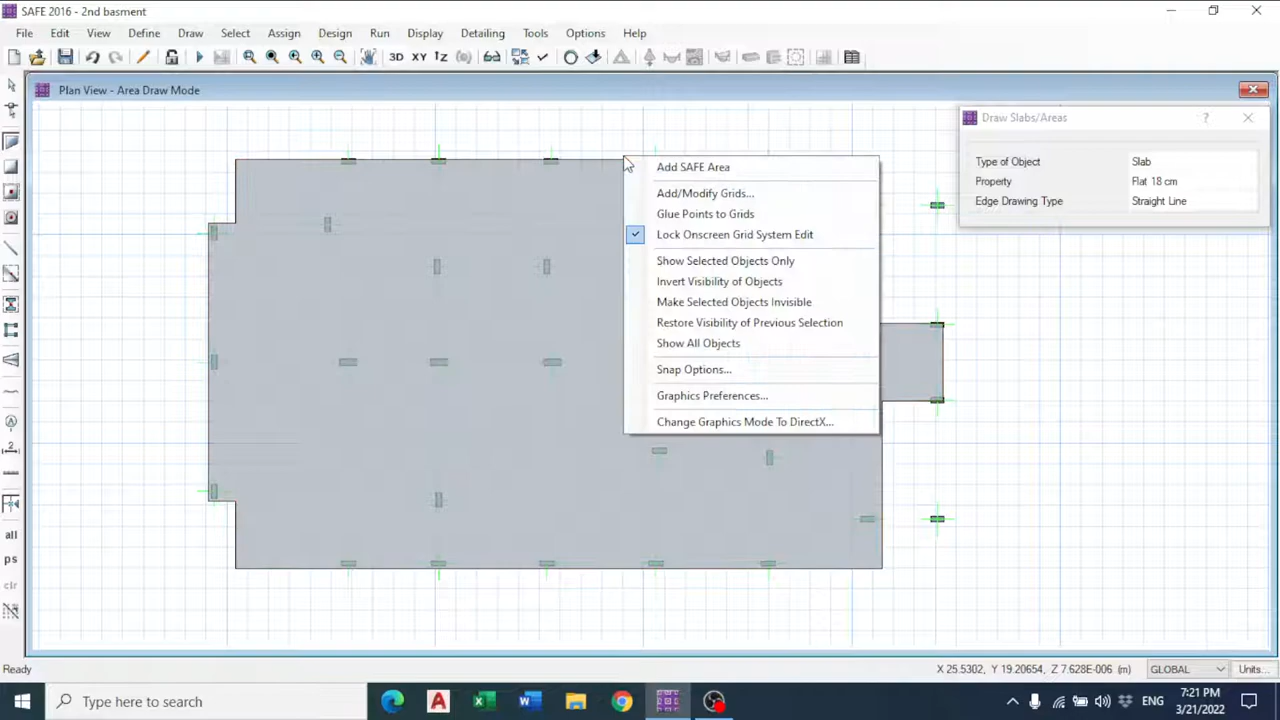 SAFE 2016 - 2nd basment
File Edit View Define Draw Select Assign Design Run Display Detailing Tools Options Help
3D XY
Plan View - Area Draw Mode
Draw Slabs/Areas ?
Type of Object Slab
Property Flat 18 cm
Edge Drawing Type Straight Line
Add SAFE Area
Add/Modify Grids...
Glue Points to Grids
Lock Onscreen Grid System Edit
Show Selected Objects Only
Invert Visibility of Objects
Make Selected Objects Invisible
Restore Visibility of Previous Selection
Show All Objects
Snap Options...
Graphics Preferences...
Change Graphics Mode To DirectX...
all
ps
clr
Ready
X 25.5302, Y 19.20654, Z 7.628E-006 (m) GLOBAL Units...
Type here to search
ENG
7:21 PM
3/21/2022